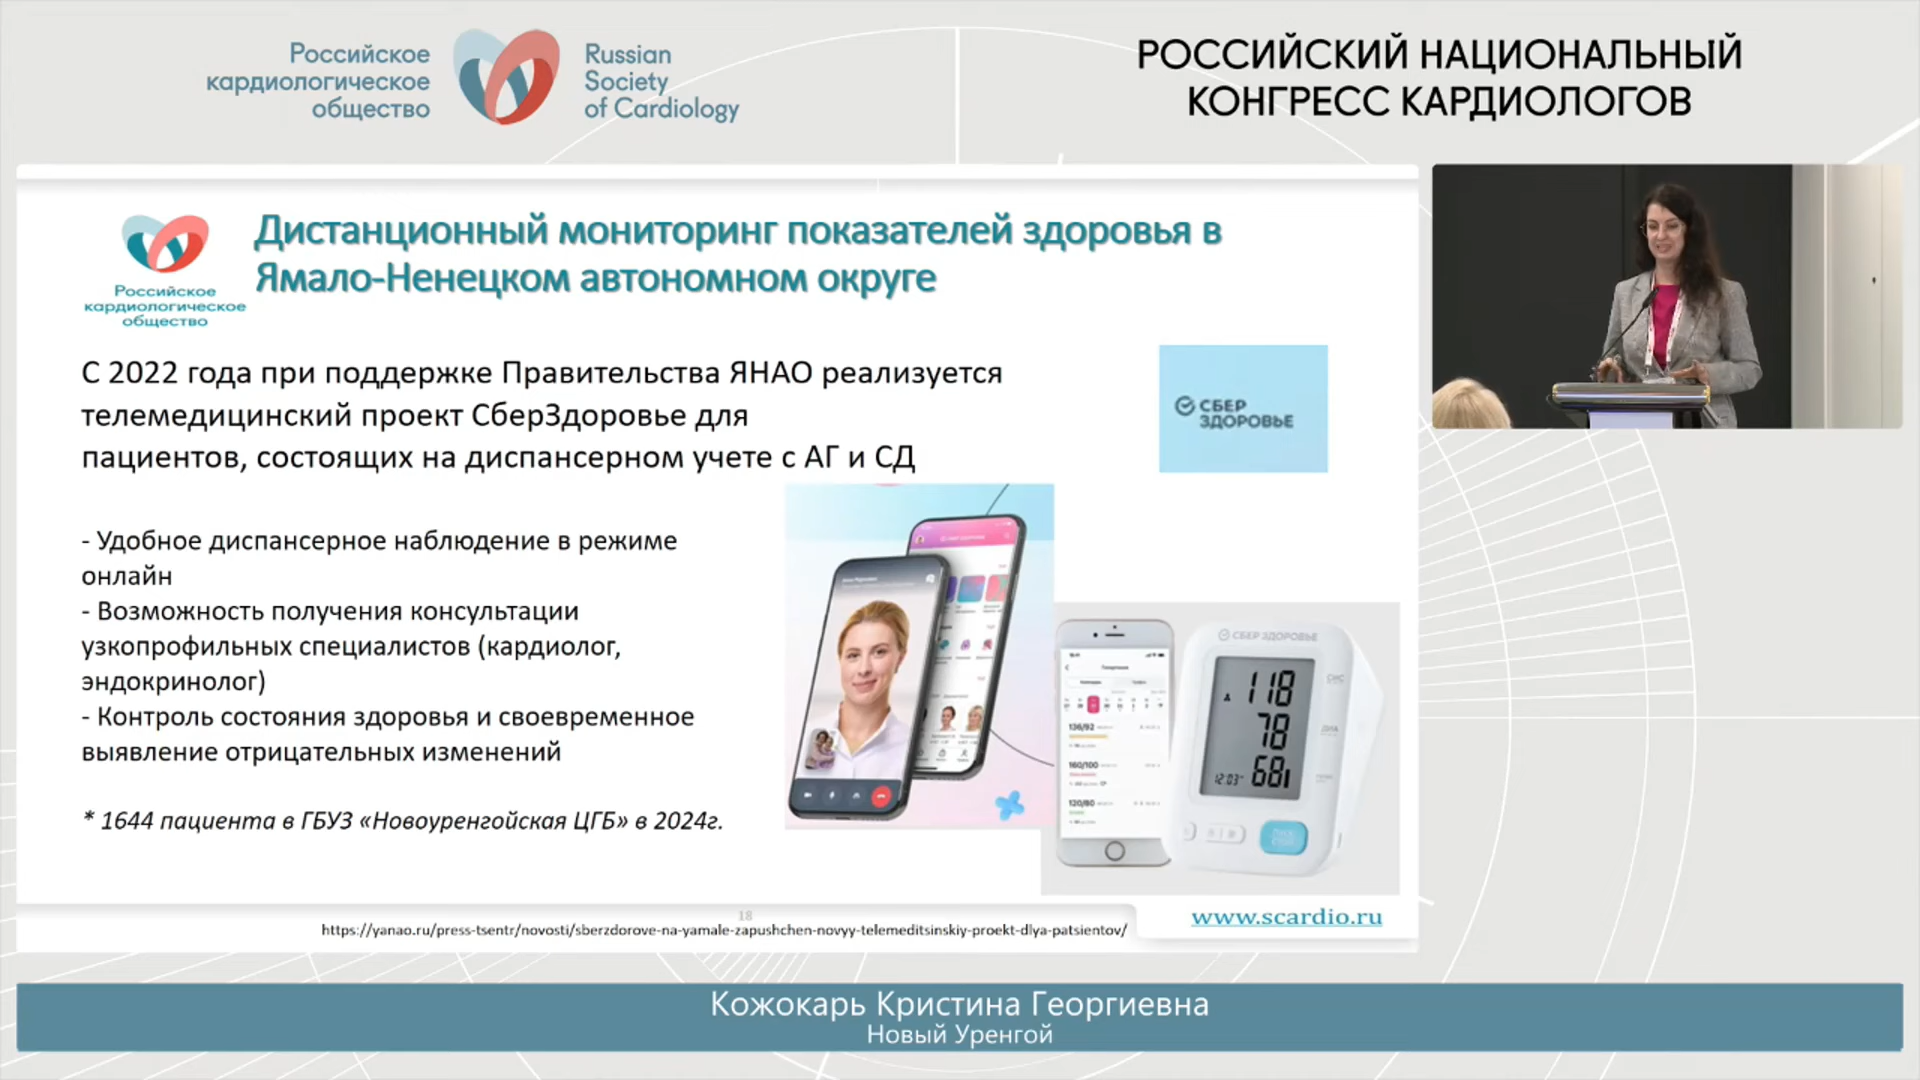 Российское
кардиологическое
общество
Russian
Society
of Cardiology
РОССИЙСКИЙ НАЦИОНАЛЬНЫЙ
КОНГРЕСС КАРДИОЛОГОВ
Российское
кардиологическое
общество
Дистанционный мониторинг показателей здоровья в
Ямало-Ненецком автономном округе
С 2022 года при поддержке Правительства ЯНАО реализуется
телемедицинский проект СберЗдоровье для
пациентов, состоящих на диспансерном учете с АГ и СД
СБЕР
ЗДОРОВЬЕ
- Удобное диспансерное наблюдение в режиме
онлайн
- Возможность получения консультации
узкопрофильных специалистов (кардиолог,
эндокринолог)
- Контроль состояния здоровья и своевременное
выявление отрицательных изменений
* 1644 пациента в ГБУЗ «Новоуренгойская ЦГБ» в 2024г.
136/92
160/100
120/80
СБЕР ЗДОРОВЬЕ
118
78
12:03
68
18
https://yanao.ru/press-tsentr/novosti/sberzdorove-na-yamale-zapushchen-novyy-telemeditsinskiy-proekt-dlya-patsientov/
www.scardio.ru
Кожокарь Кристина Георгиевна
Новый Уренгой